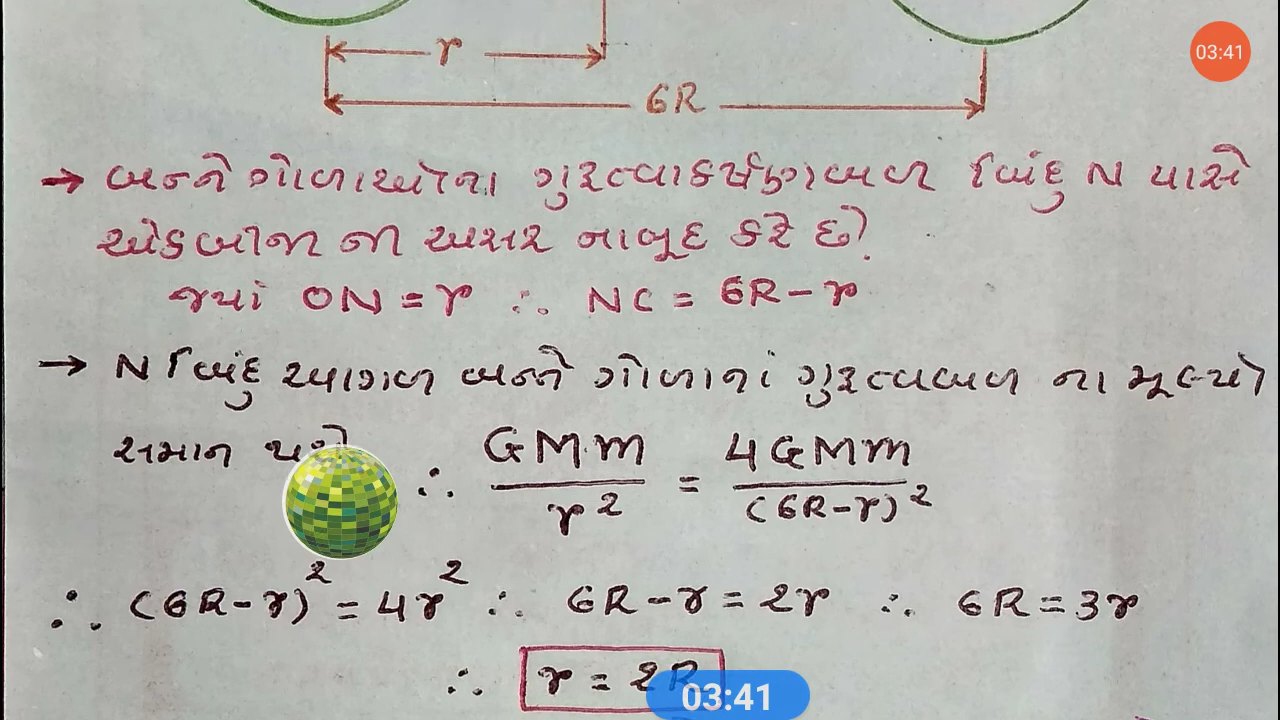 03:41
r
6R
→ બન્ને ગોળાઓના ગુરુત્વાકર્ષણબળ બિંદુ N પાસે
એકબીજા ની અસર નાબૂદ કરે છે.
જયાં ON = r ∴ NC = 6R - r
→ N બિંદુ આગળ બન્ને ગોળાનાં ગુરુત્વબળ ના મૂલ્યો
સમાન
∴ GMm / r² = 4GMm / (6R-r)²
∴ (6R-r)² = 4r² ∴ 6R-r = 2r ∴ 6R = 3r
∴ r = 2R
03:41